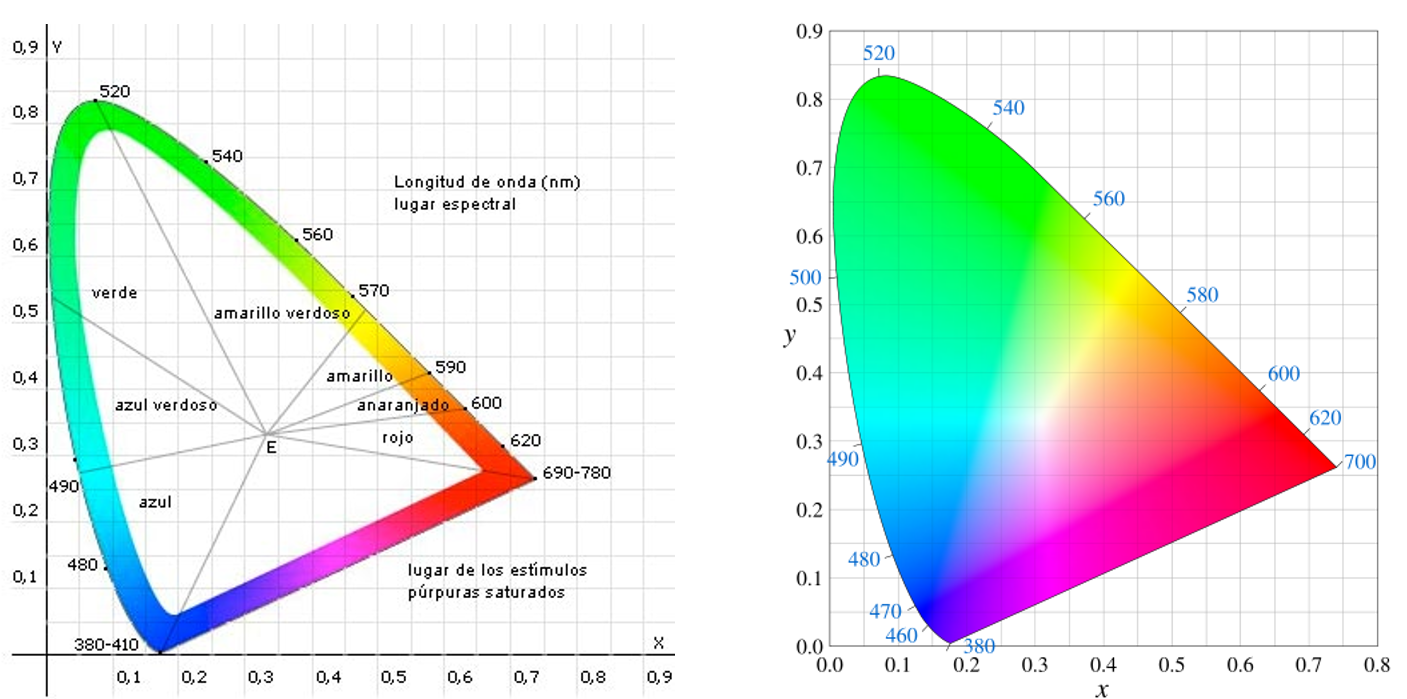 0,9 Y
520
0,8
540
0,7
Longitud de onda (nm)
lugar espectral
560
0,6
verde
570
0,5
amarillo verdoso
590
0,4
amarillo
azul verdoso
anaranjado
600
0,3
E
rojo
620
690-780
490
azul
0,2
480
0,1
lugar de los estímulos
púrpuras saturados
380-410
X
0,1 0,2 0,3 0,4 0,5 0,6 0,7 0,8 0,9
0.9
520
0.8
540
0.7
560
0.6
500
580
0.5
y
0.4
600
620
0.3
490
700
0.2
480
0.1
470
460
380
0.0
0.0 0.1 0.2 0.3 0.4 0.5 0.6 0.7 0.8
x